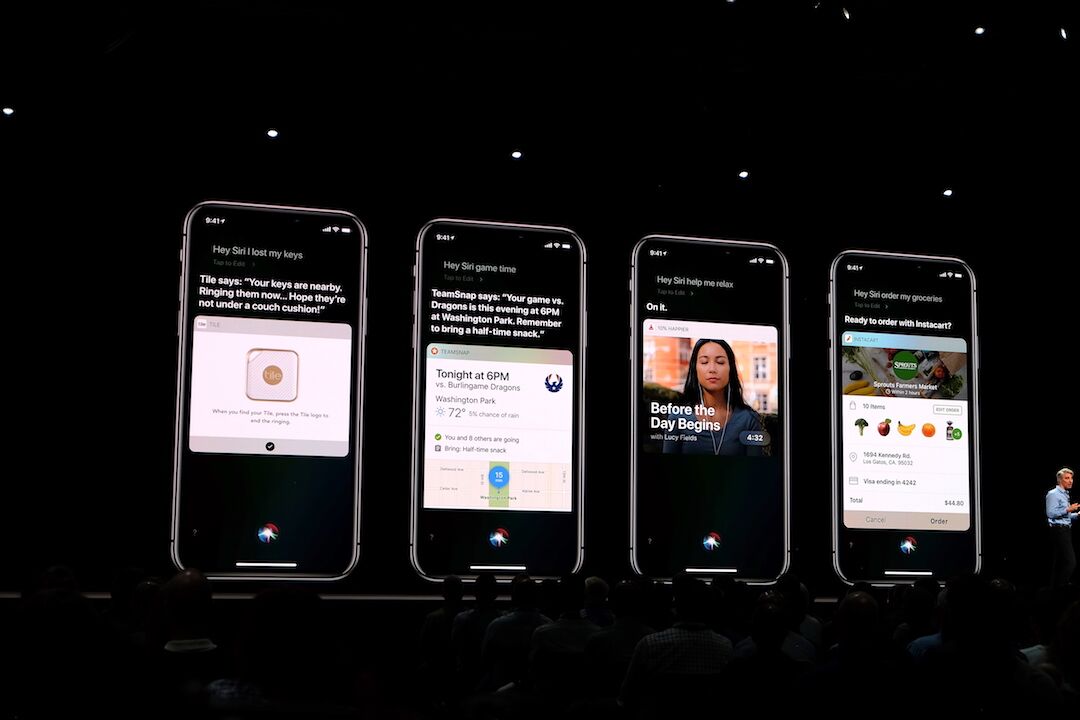 9:41
Hey Siri I lost my keys
Tap to Edit
Tile says: “Your keys are nearby.
Ringing them now... Hope they’re
not under a couch cushion!”
tile TILE
tile
When you find your Tile, press the Tile logo to
end the ringing.
?
9:41
Hey Siri game time
Tap to Edit
TeamSnap says: “Your game vs.
Dragons is this evening at 6PM
at Washington Park. Remember
to bring a half-time snack.”
TEAMSNAP
Tonight at 6PM
vs. Burlingame Dragons
Washington Park
72° 5% chance of rain
You and 8 others are going
Bring: Half-time snack
15
min
Washington Park
?
9:41
Hey Siri help me relax
Tap to Edit
On it.
10% HAPPIER
Before the
Day Begins
with Lucy Fields
4:32
?
9:41
Hey Siri order my groceries
Tap to Edit
Ready to order with Instacart?
INSTACART
SPROUTS
Sprouts Farmers Market
Within 2 hours
10 Items
EDIT ORDER
+5
1694 Kennedy Rd.
Los Gatos, CA. 95032
Visa ending in 4242
Total $44.80
Cancel Order
?